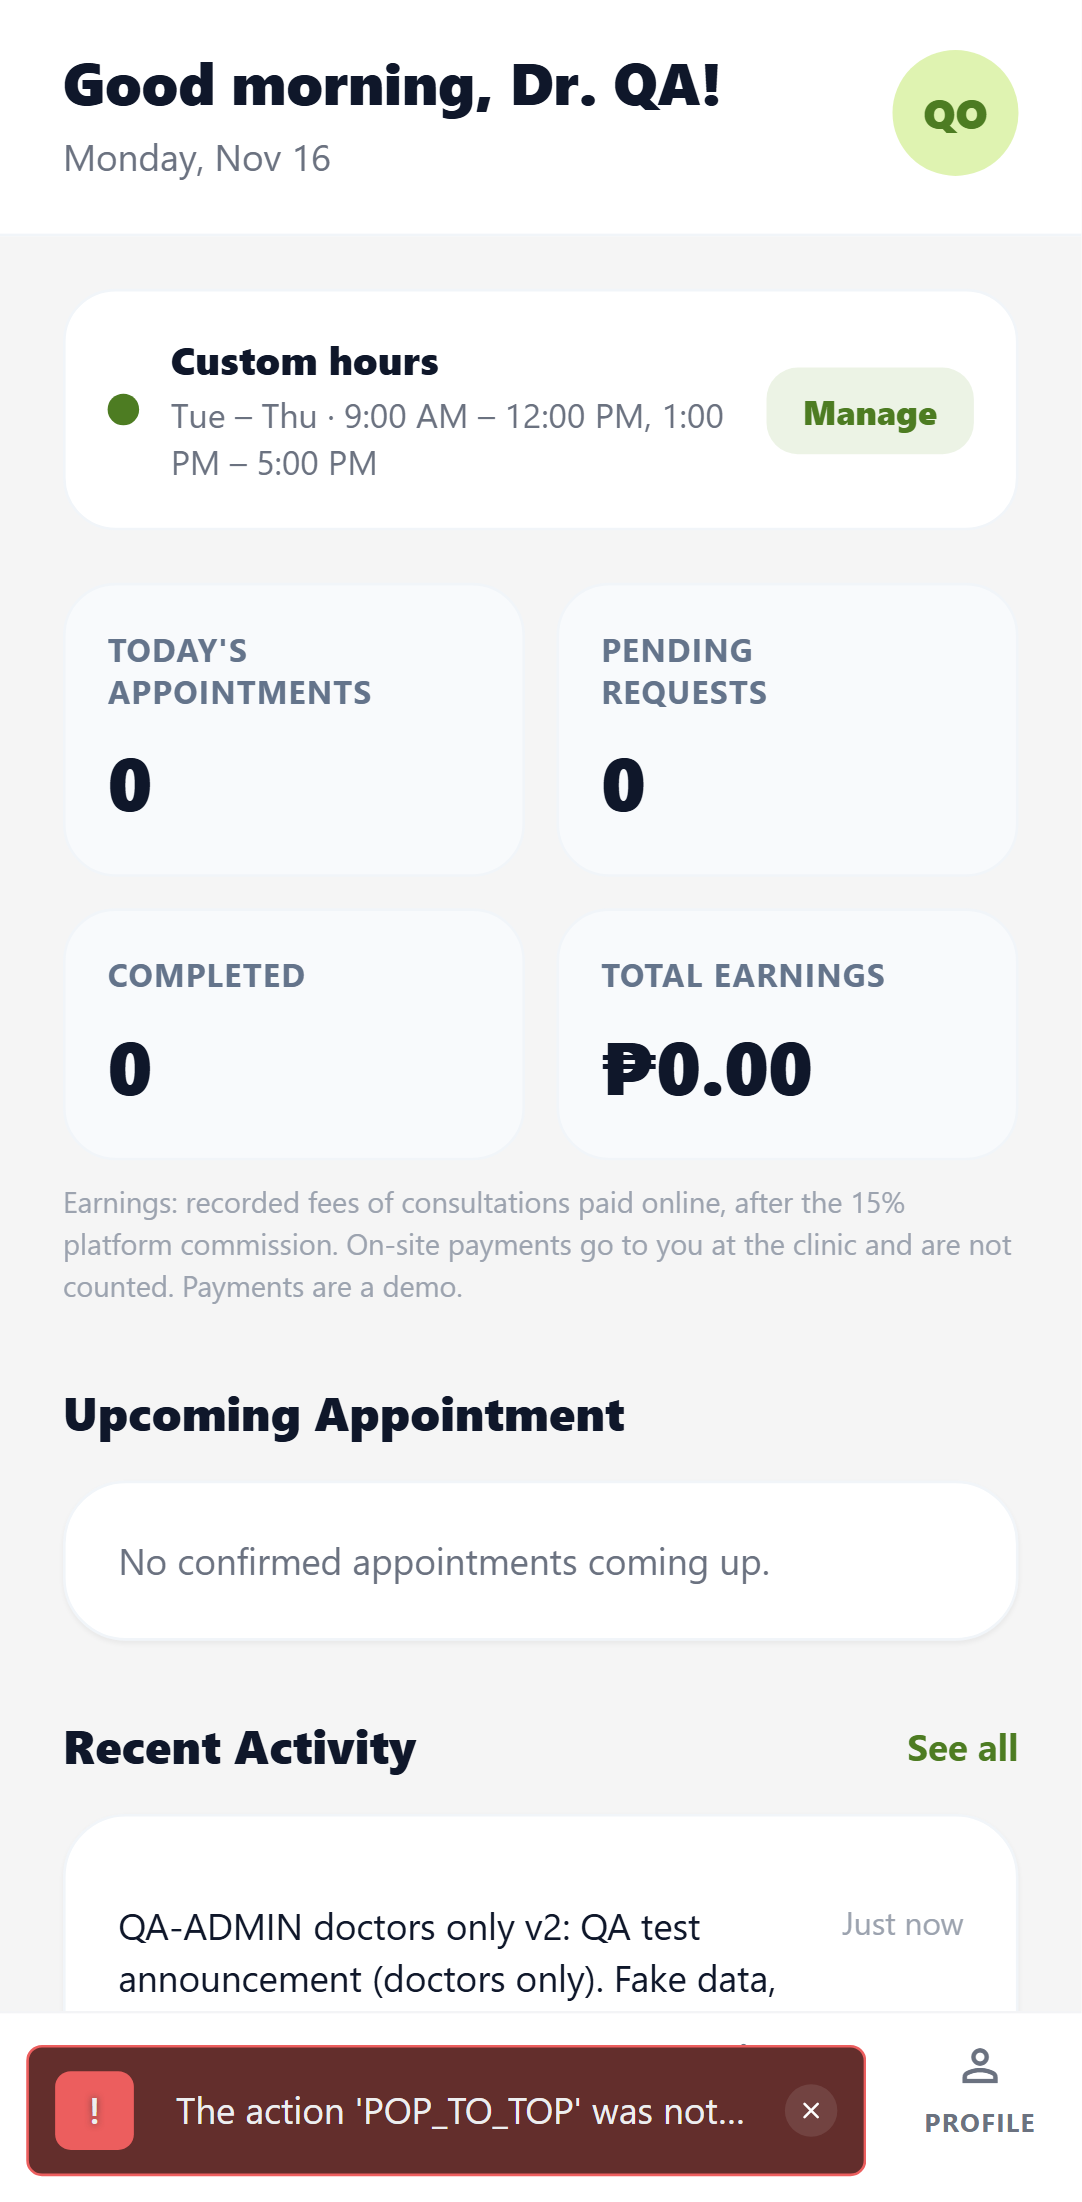 Good morning, Dr. QA!
QO
Monday, Nov 16
Custom hours
Tue – Thu · 9:00 AM – 12:00 PM, 1:00
PM – 5:00 PM
Manage
TODAY'S
APPOINTMENTS
0
PENDING
REQUESTS
0
COMPLETED
0
TOTAL EARNINGS
₱0.00
Earnings: recorded fees of consultations paid online, after the 15%
platform commission. On-site payments go to you at the clinic and are not
counted. Payments are a demo.
Upcoming Appointment
No confirmed appointments coming up.
Recent Activity
See all
QA-ADMIN doctors only v2: QA test
Just now
announcement (doctors only). Fake data,
! The action 'POP_TO_TOP' was not... ×
PROFILE